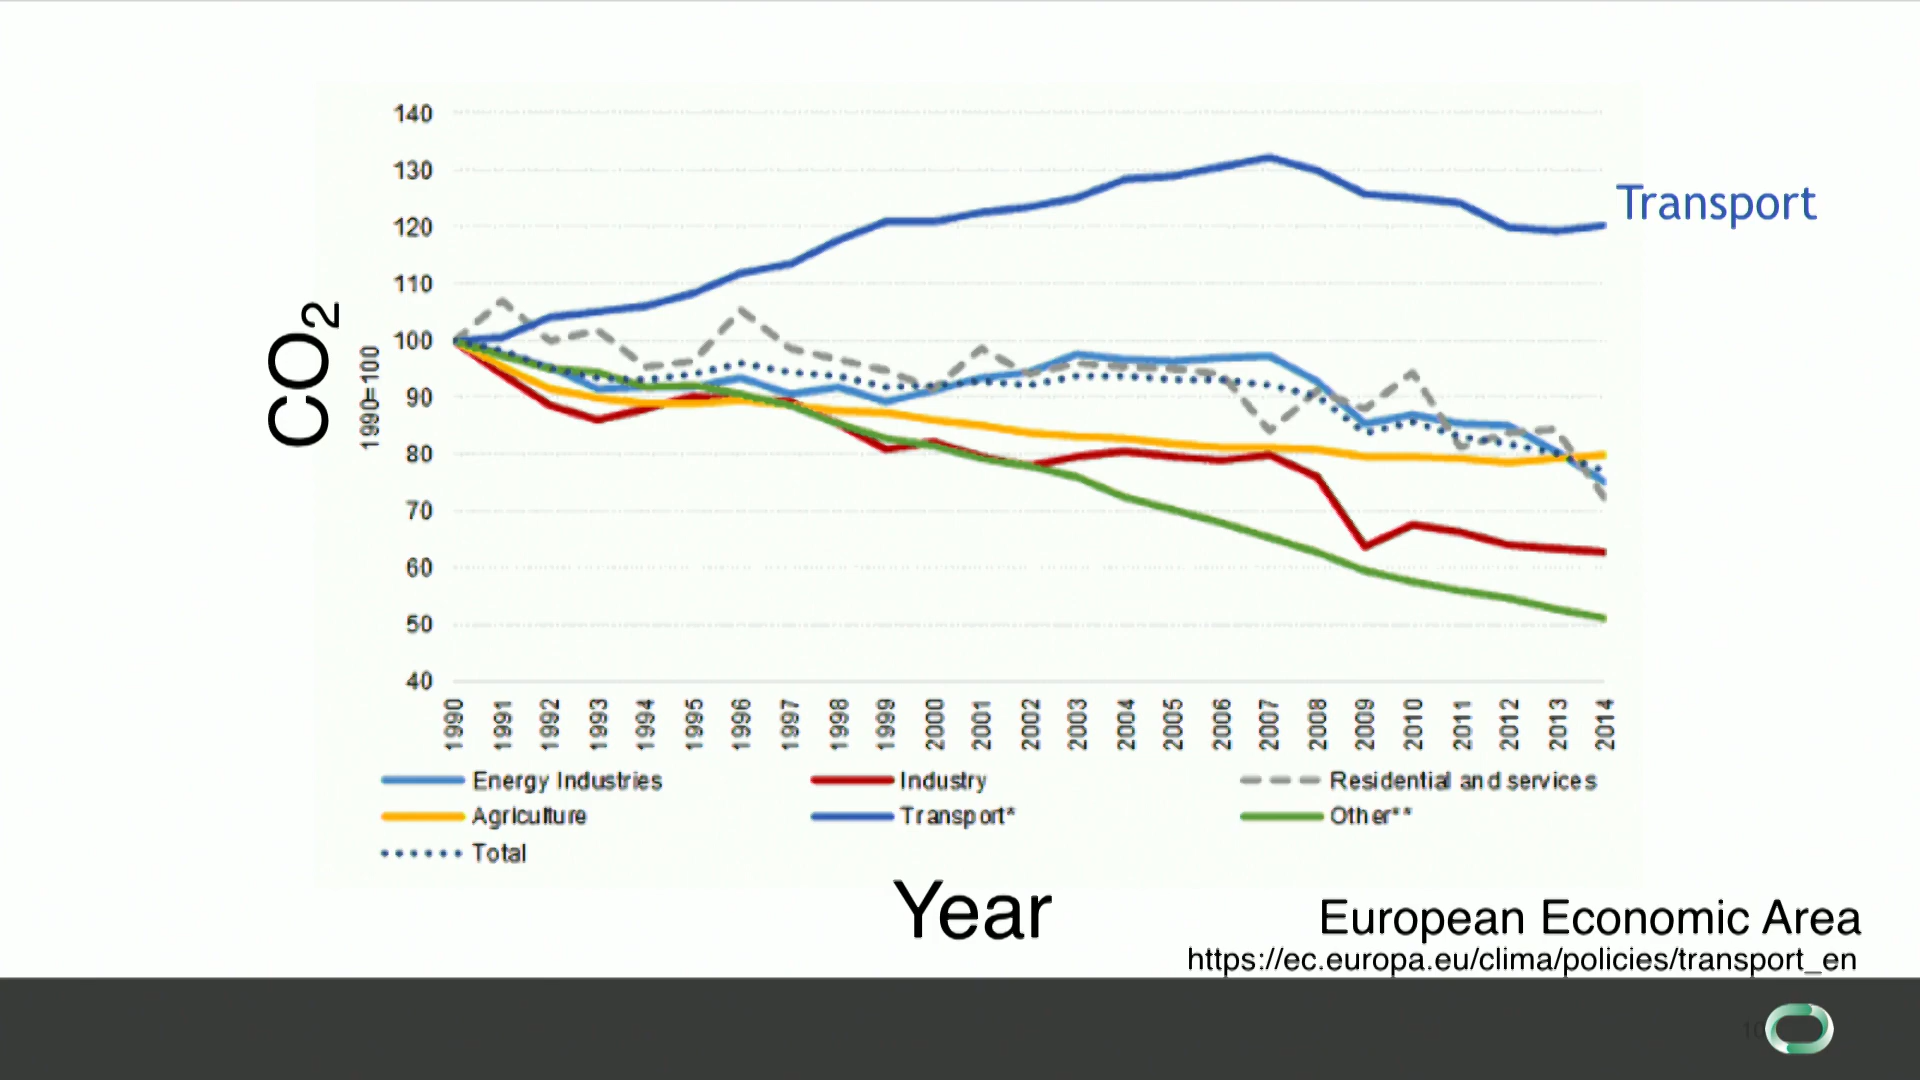 140
130
120
110
100
90
80
70
60
50
40
CO2
1990=100
Transport
1990 1991 1992 1993 1994 1995 1996 1997 1998 1999 2000 2001 2002 2003 2004 2005 2006 2007 2008 2009 2010 2011 2012 2013 2014
Energy Industries Industry Residential and services
Agriculture Transport* Other**
Total
Year
European Economic Area
https://ec.europa.eu/clima/policies/transport_en